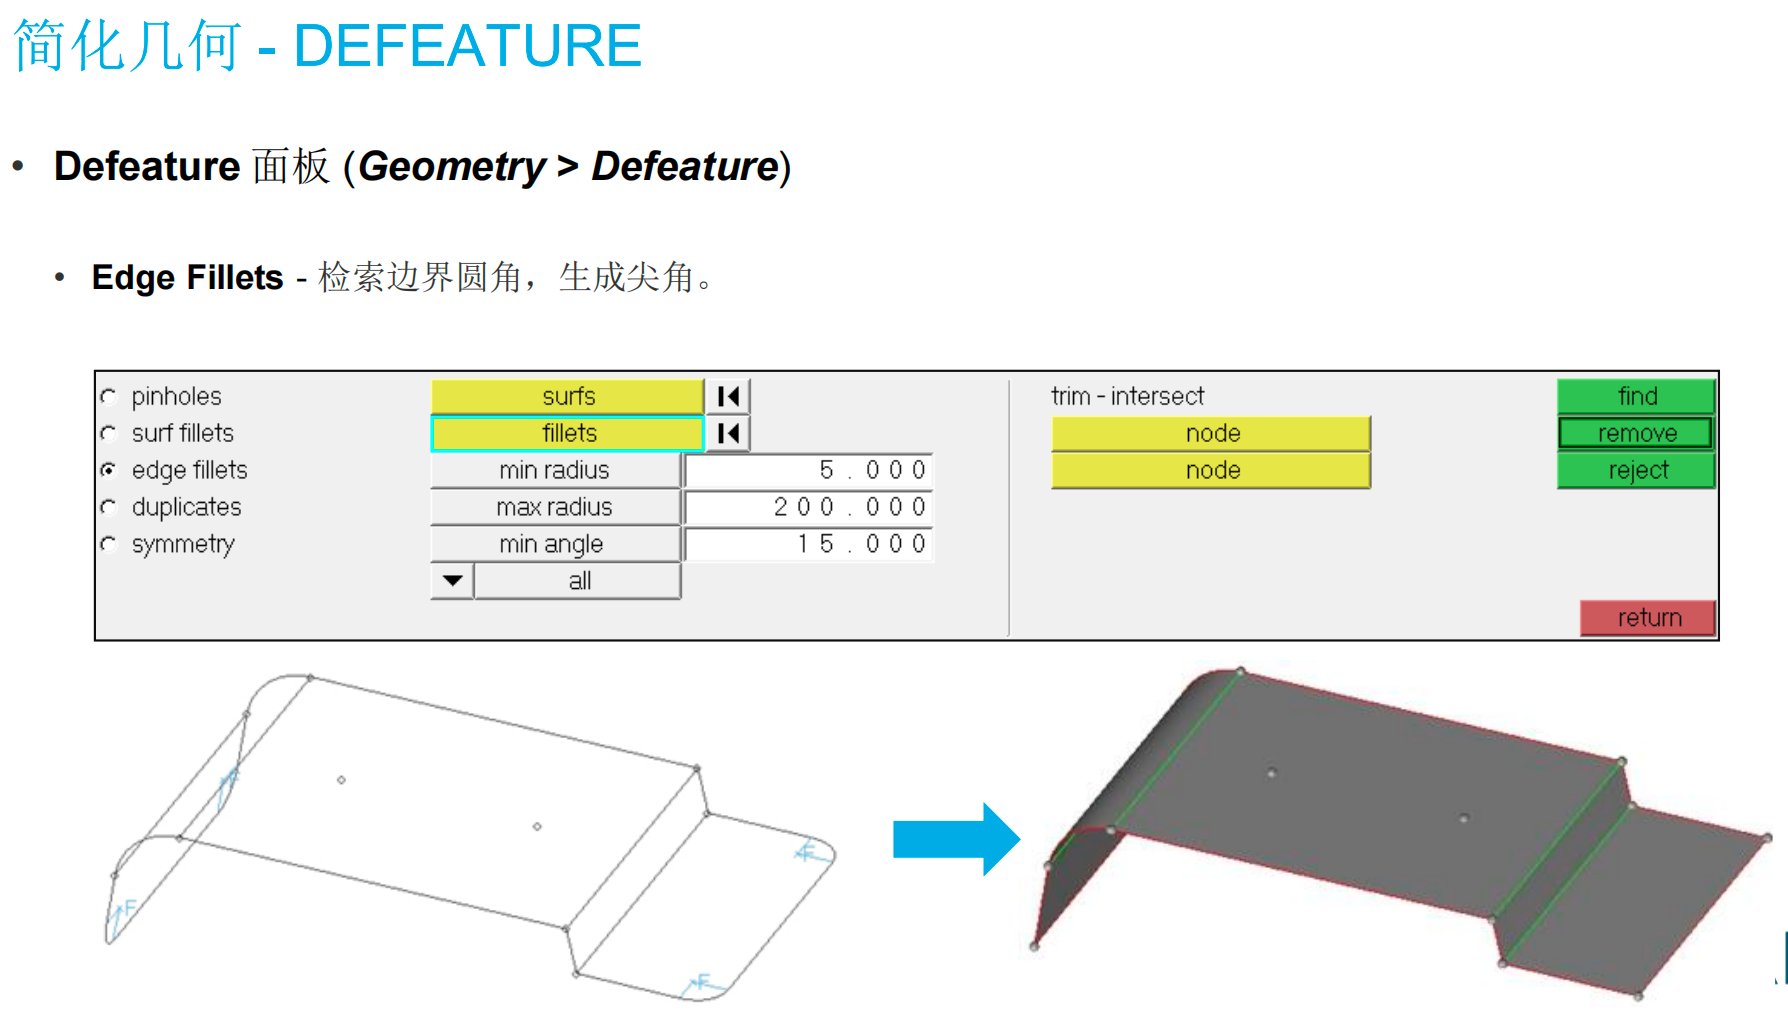 简化几何 - DEFEATURE
• Defeature 面板 (Geometry > Defeature)
• Edge Fillets - 检索边界圆角，生成尖角。
pinholes surfs trim - intersect find
surf fillets fillets node remove
edge fillets min radius 5.000 node reject
duplicates max radius 200.000
symmetry min angle 15.000
all
return
F
F
F
F